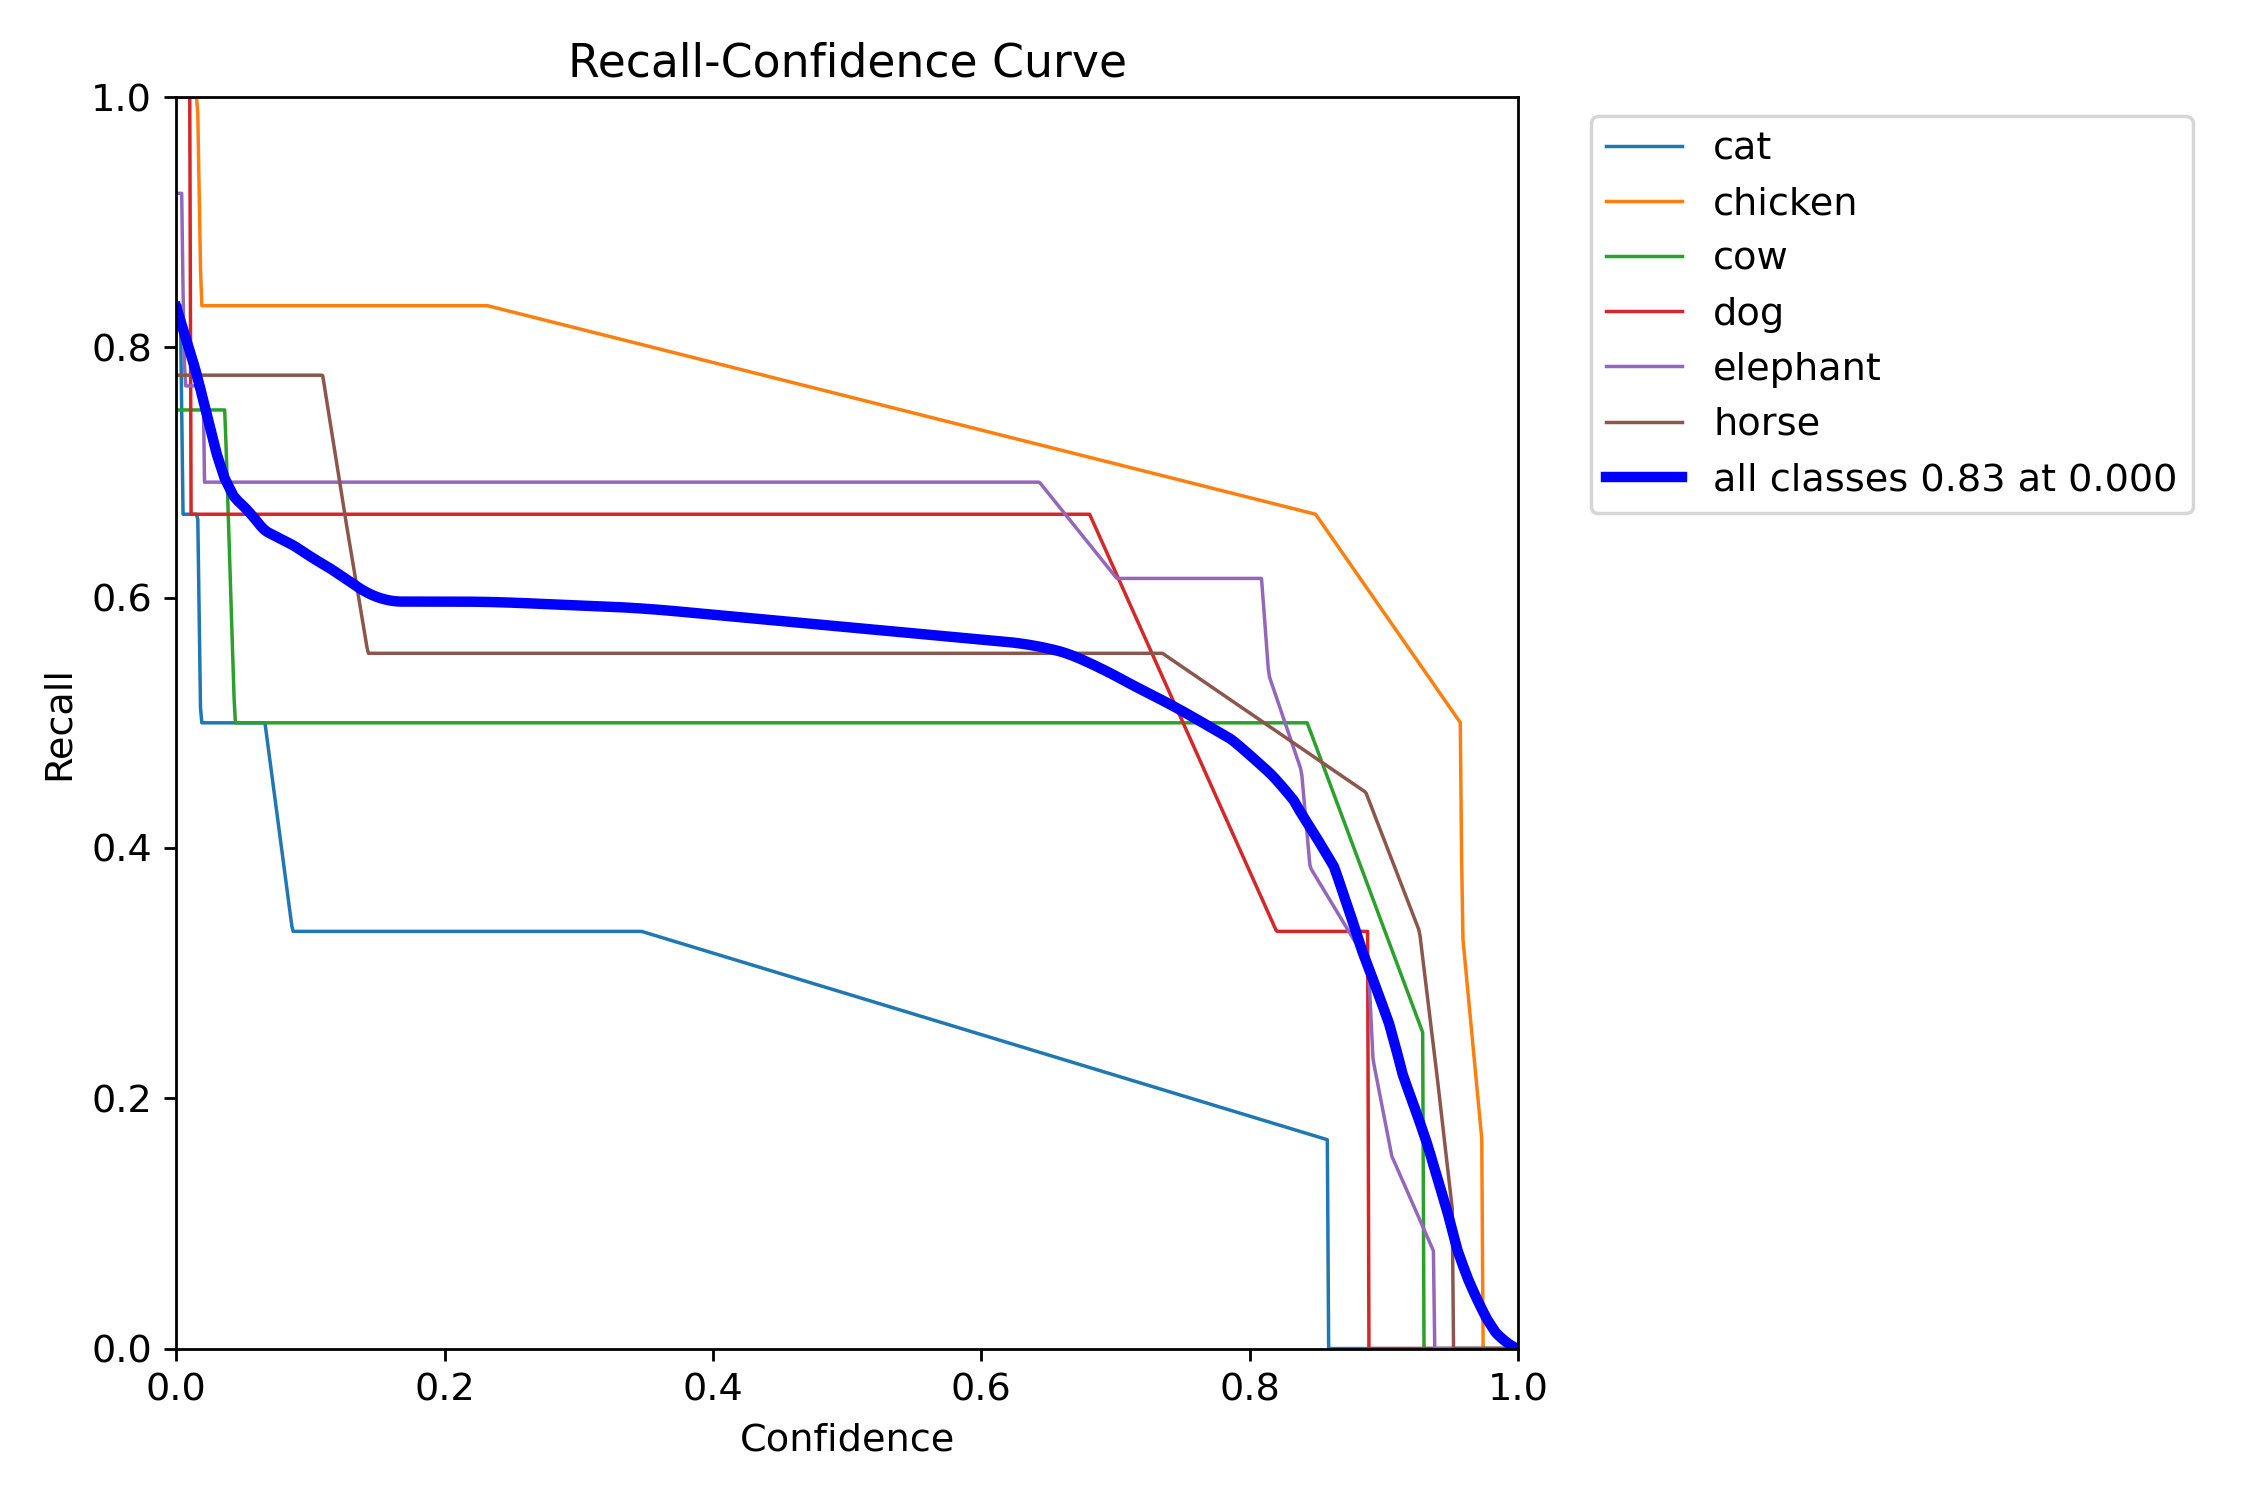 Recall-Confidence Curve
1.0
0.8
0.6
0.4
0.2
0.0
Recall
0.0 0.2 0.4 0.6 0.8 1.0
Confidence
cat
chicken
cow
dog
elephant
horse
all classes 0.83 at 0.000